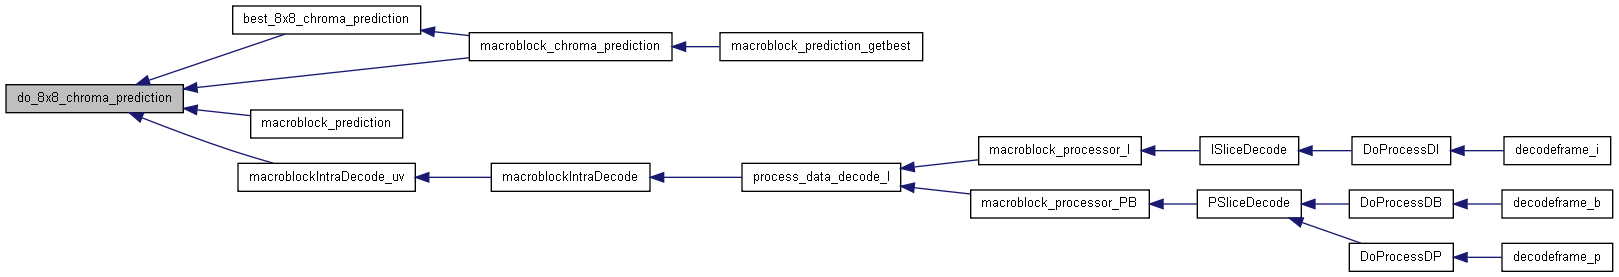 best_8x8_chroma_prediction
macroblock_chroma_prediction
macroblock_prediction_getbest
do_8x8_chroma_prediction
macroblock_prediction
macroblockIntraDecode_uv
macroblockIntraDecode
process_data_decode_I
macroblock_processor_I
ISliceDecode
DoProcessDI
decodeframe_i
macroblock_processor_PB
PSliceDecode
DoProcessDB
decodeframe_b
DoProcessDP
decodeframe_p